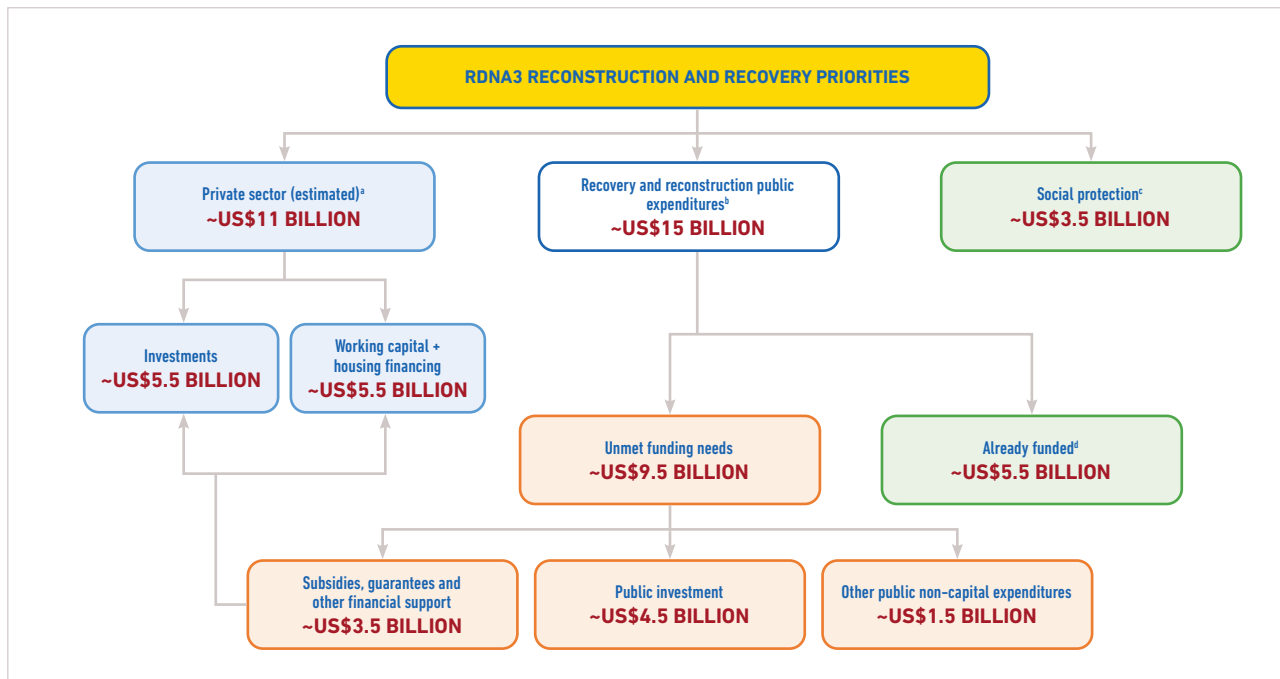 RDNA3 RECONSTRUCTION AND RECOVERY PRIORITIES
Private sector (estimated)ᵃ
~US$11 BILLION
Recovery and reconstruction public
expendituresᵇ
~US$15 BILLION
Social protectionᶜ
~US$3.5 BILLION
Investments
~US$5.5 BILLION
Working capital +
housing financing
~US$5.5 BILLION
Unmet funding needs
~US$9.5 BILLION
Already fundedᵈ
~US$5.5 BILLION
Subsidies, guarantees and
other financial support
~US$3.5 BILLION
Public investment
~US$4.5 BILLION
Other public non-capital expenditures
~US$1.5 BILLION